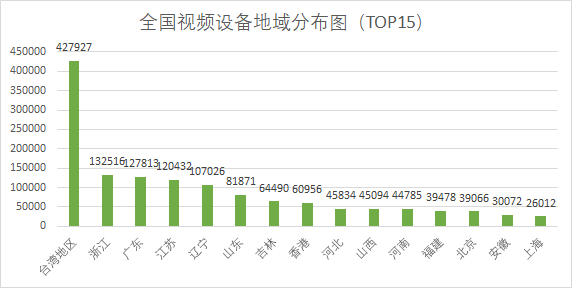 全国视频设备地域分布图（TOP15）
450000
400000
350000
300000
250000
200000
150000
100000
50000
0
427927
132516
127813
120432
107026
81871
64490
60956
45834
45094
44785
39478
39066
30072
26012
台湾地区
浙江
广东
江苏
辽宁
山东
吉林
香港
河北
山西
河南
福建
北京
安徽
上海